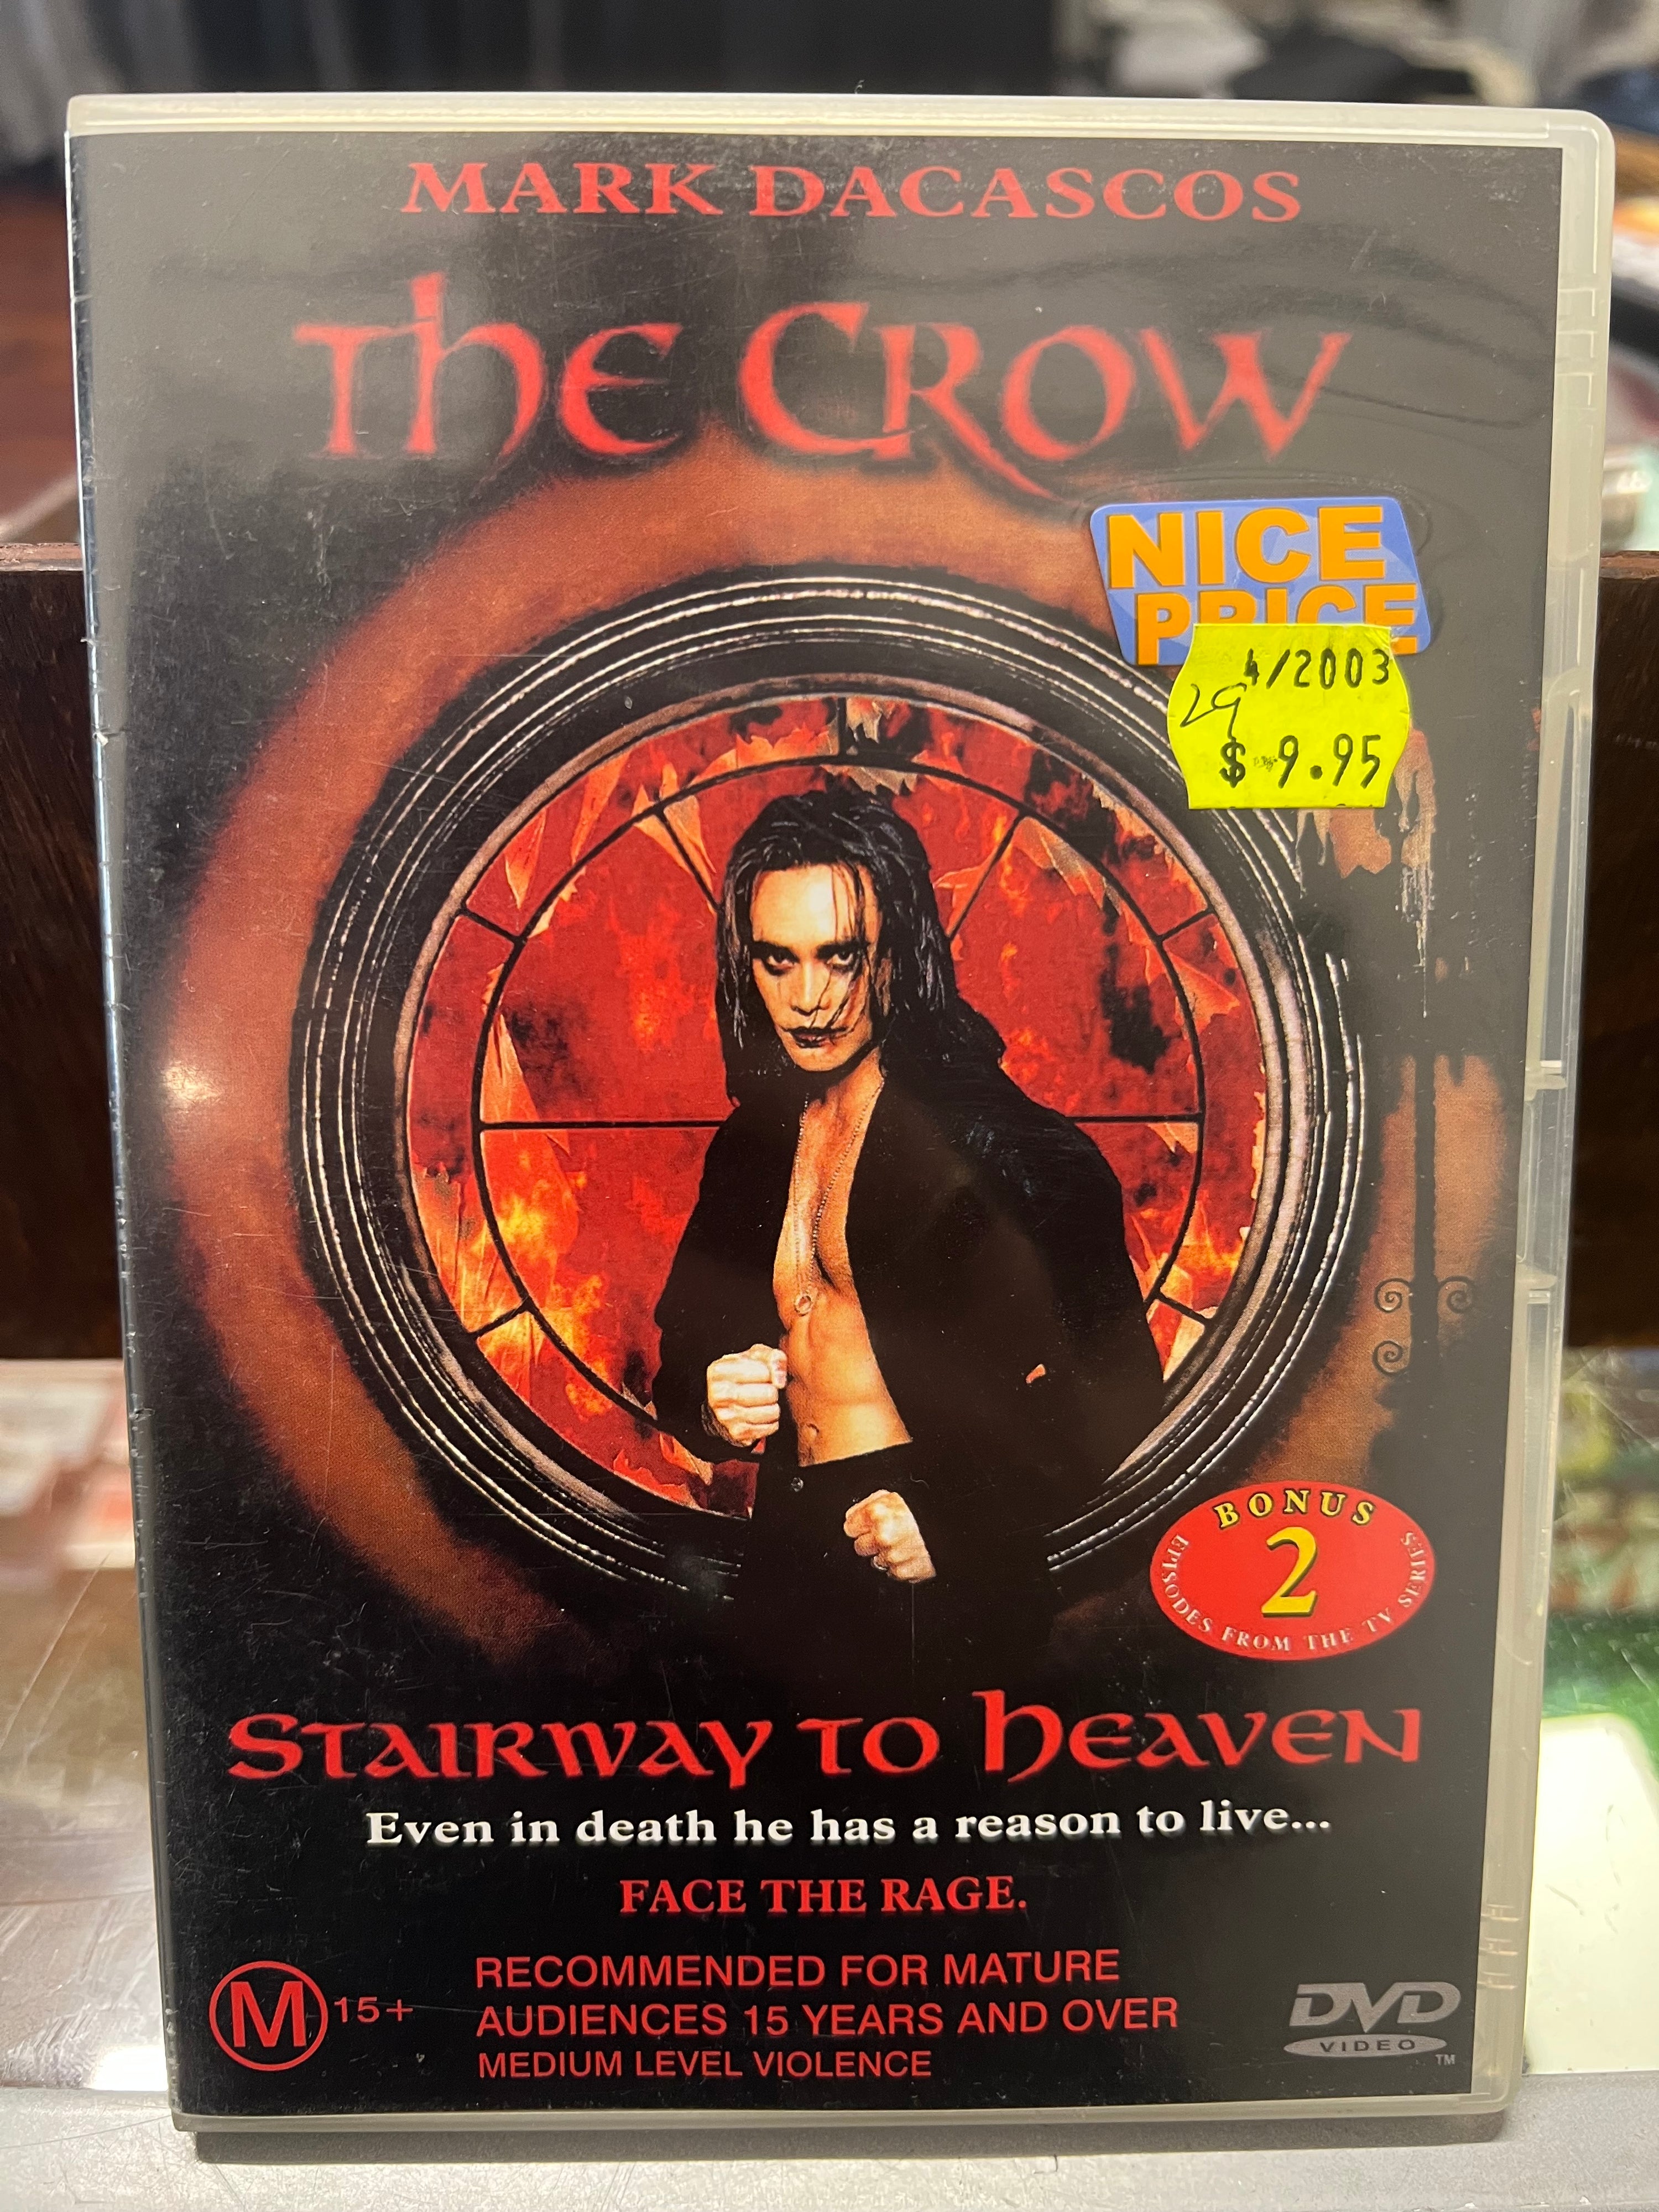 MARK DACASCOS
THE CROW
NICE
PRICE
4/2003
29
$ 9.95
BONUS
2
EPISODES FROM THE TV SERIES
STAIRWAY TO HEAVEN
Even in death he has a reason to live...
FACE THE RAGE.
M 15+
RECOMMENDED FOR MATURE
AUDIENCES 15 YEARS AND OVER
MEDIUM LEVEL VIOLENCE
DVD
VIDEO
TM